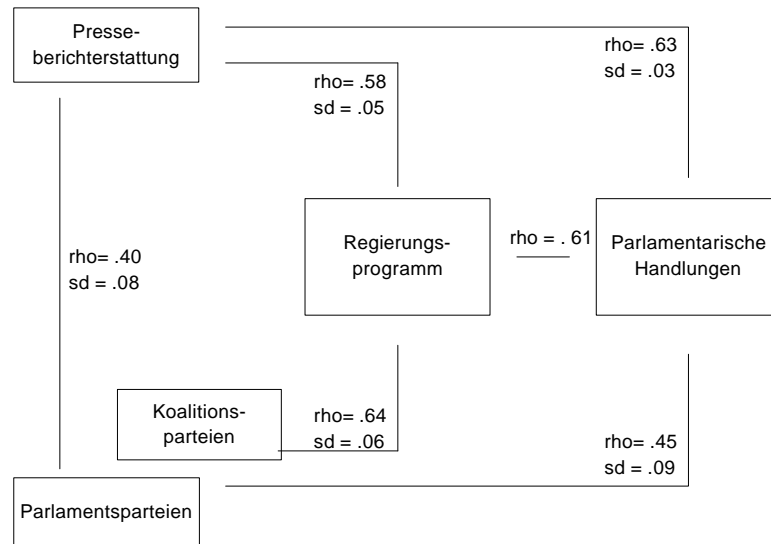 Presse-
berichterstattung
rho= .63
sd = .03
rho= .58
sd = .05
Regierungs-
programm
rho = . 61
Parlamentarische
Handlungen
rho= .40
sd = .08
Koalitions-
parteien
rho= .64
sd = .06
rho= .45
sd = .09
Parlamentsparteien